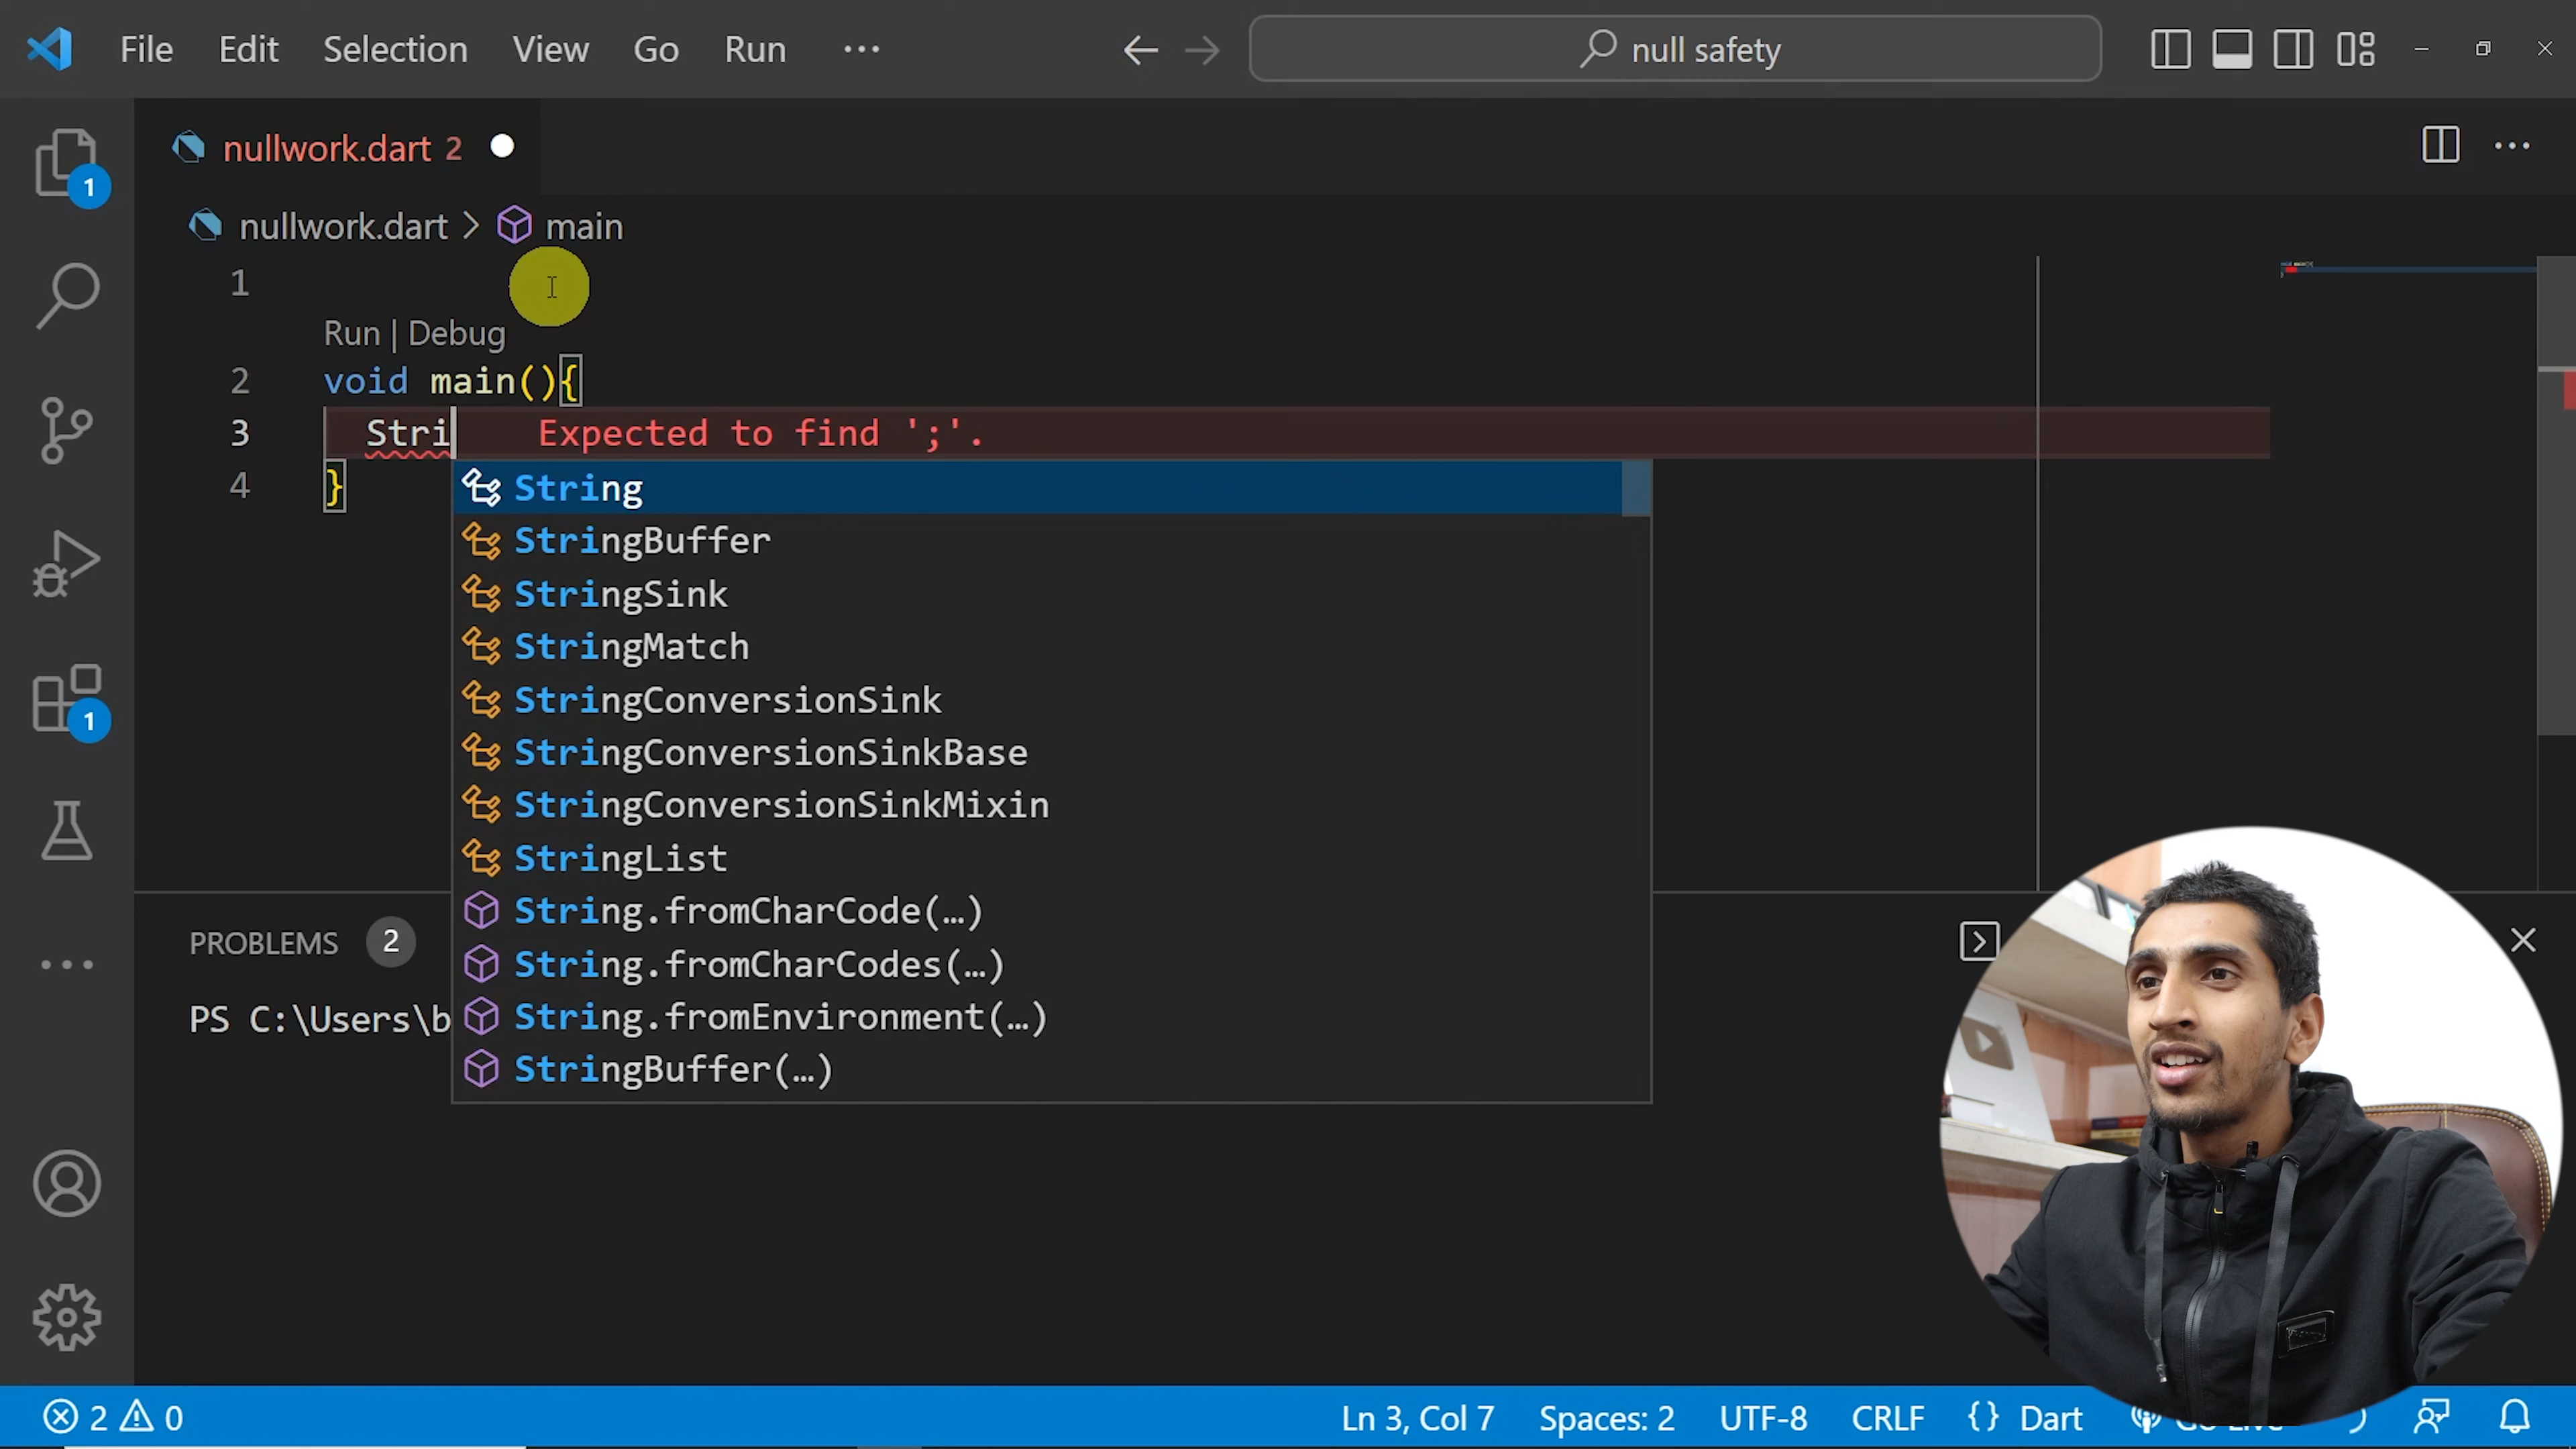 File Edit Selection View Go Run ... null safety
nullwork.dart 2
nullwork.dart > main
1
Run | Debug
2 void main(){
3 Stri Expected to find ';'.
4 }
String
StringBuffer
StringSink
StringMatch
StringConversionSink
StringConversionSinkBase
StringConversionSinkMixin
StringList
String.fromCharCode(…)
String.fromCharCodes(…)
String.fromEnvironment(…)
StringBuffer(…)
1
1
PROBLEMS 2
PS C:\Users\b
2 0 Ln 3, Col 7 Spaces: 2 UTF-8 CRLF {} Dart